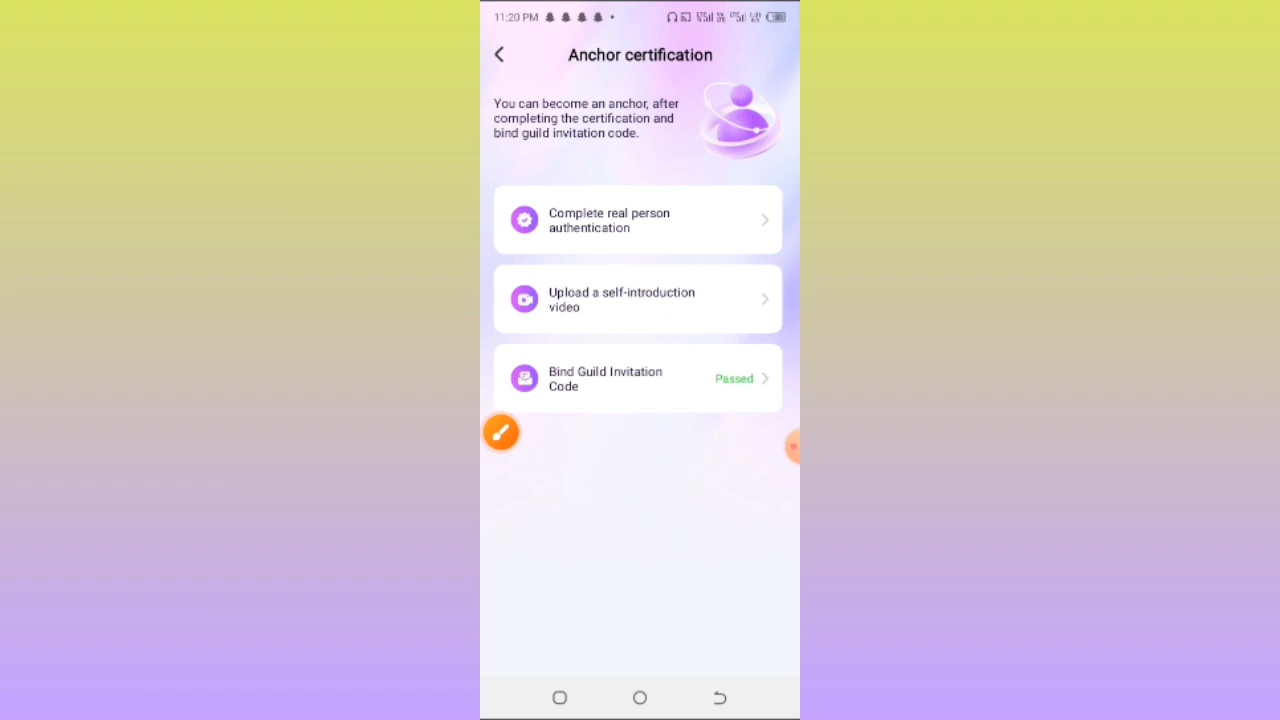 11:20 PM
Anchor certification
You can become an anchor, after
completing the certification and
bind guild invitation code.
Complete real person
authentication
Upload a self-introduction
video
Bind Guild Invitation
Code
Passed